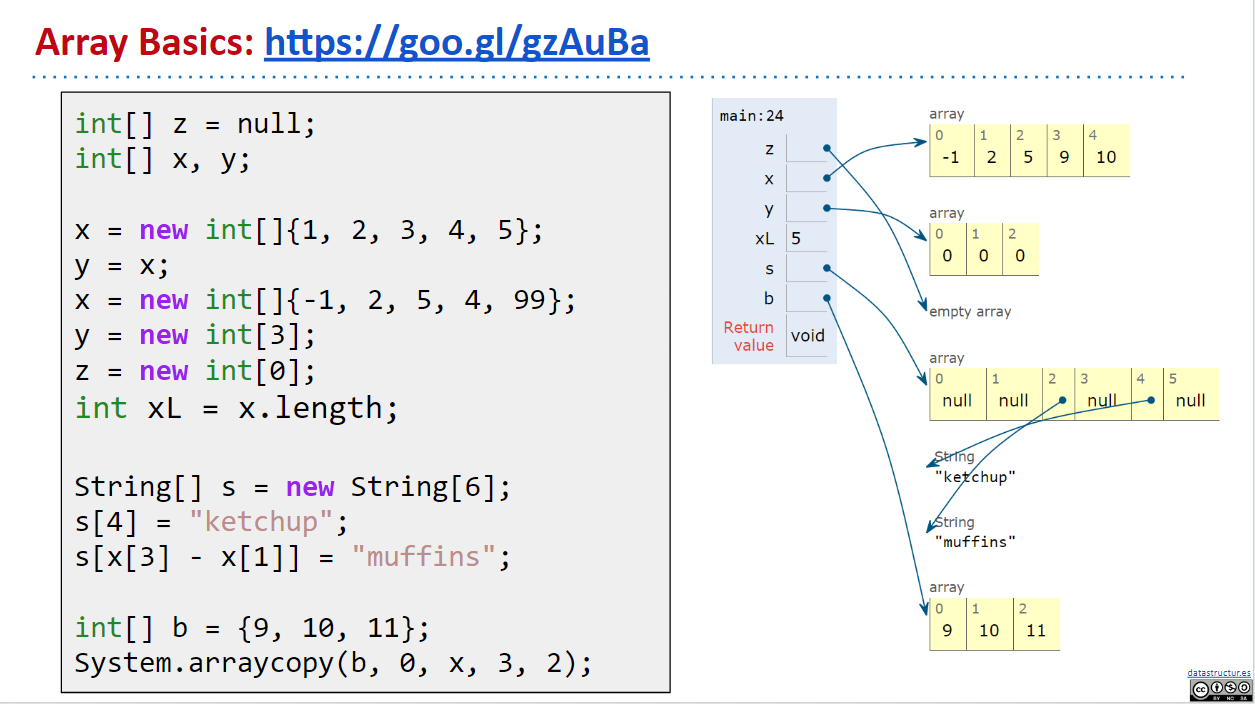 Array Basics: https://goo.gl/gzAuBa
int[] z = null;
int[] x, y;
x = new int[]{1, 2, 3, 4, 5};
y = x;
x = new int[]{-1, 2, 5, 4, 99};
y = new int[3];
z = new int[0];
int xL = x.length;
String[] s = new String[6];
s[4] = "ketchup";
s[x[3] - x[1]] = "muffins";
int[] b = {9, 10, 11};
System.arraycopy(b, 0, x, 3, 2);
main:24
z
x
y
xL 5
s
b
Return
value void
array
0 1 2 3 4
-1 2 5 9 10
array
0 1 2
0 0 0
empty array
array
0 1 2 3 4 5
null null null null
String
"ketchup"
String
"muffins"
array
0 1 2
9 10 11
datastructur.es
cc
BY NC SA